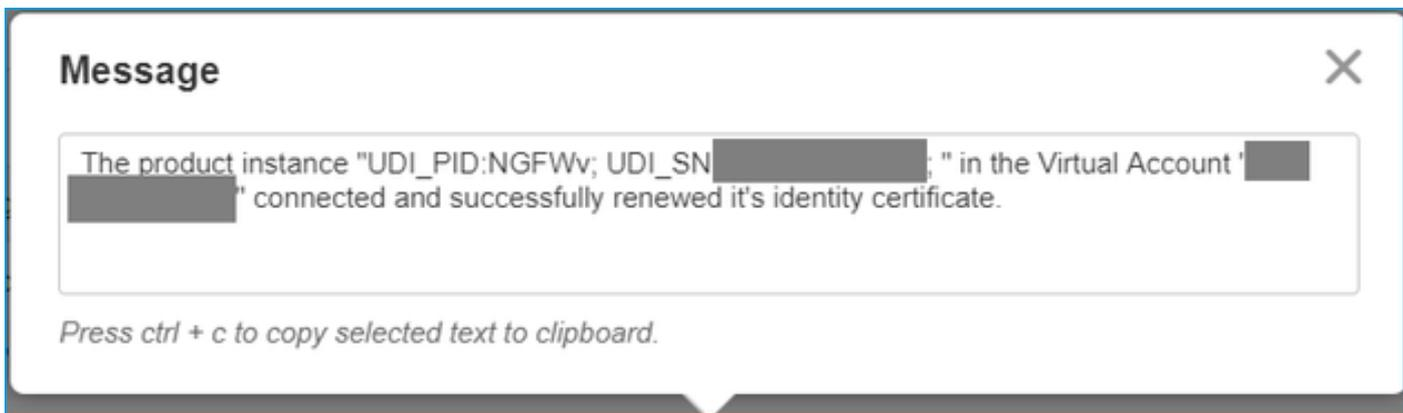 Message
The product instance "UDI_PID:NGFWv; UDI_SN ; " in the Virtual Account '
" connected and successfully renewed it's identity certificate.
Press ctrl + c to copy selected text to clipboard.